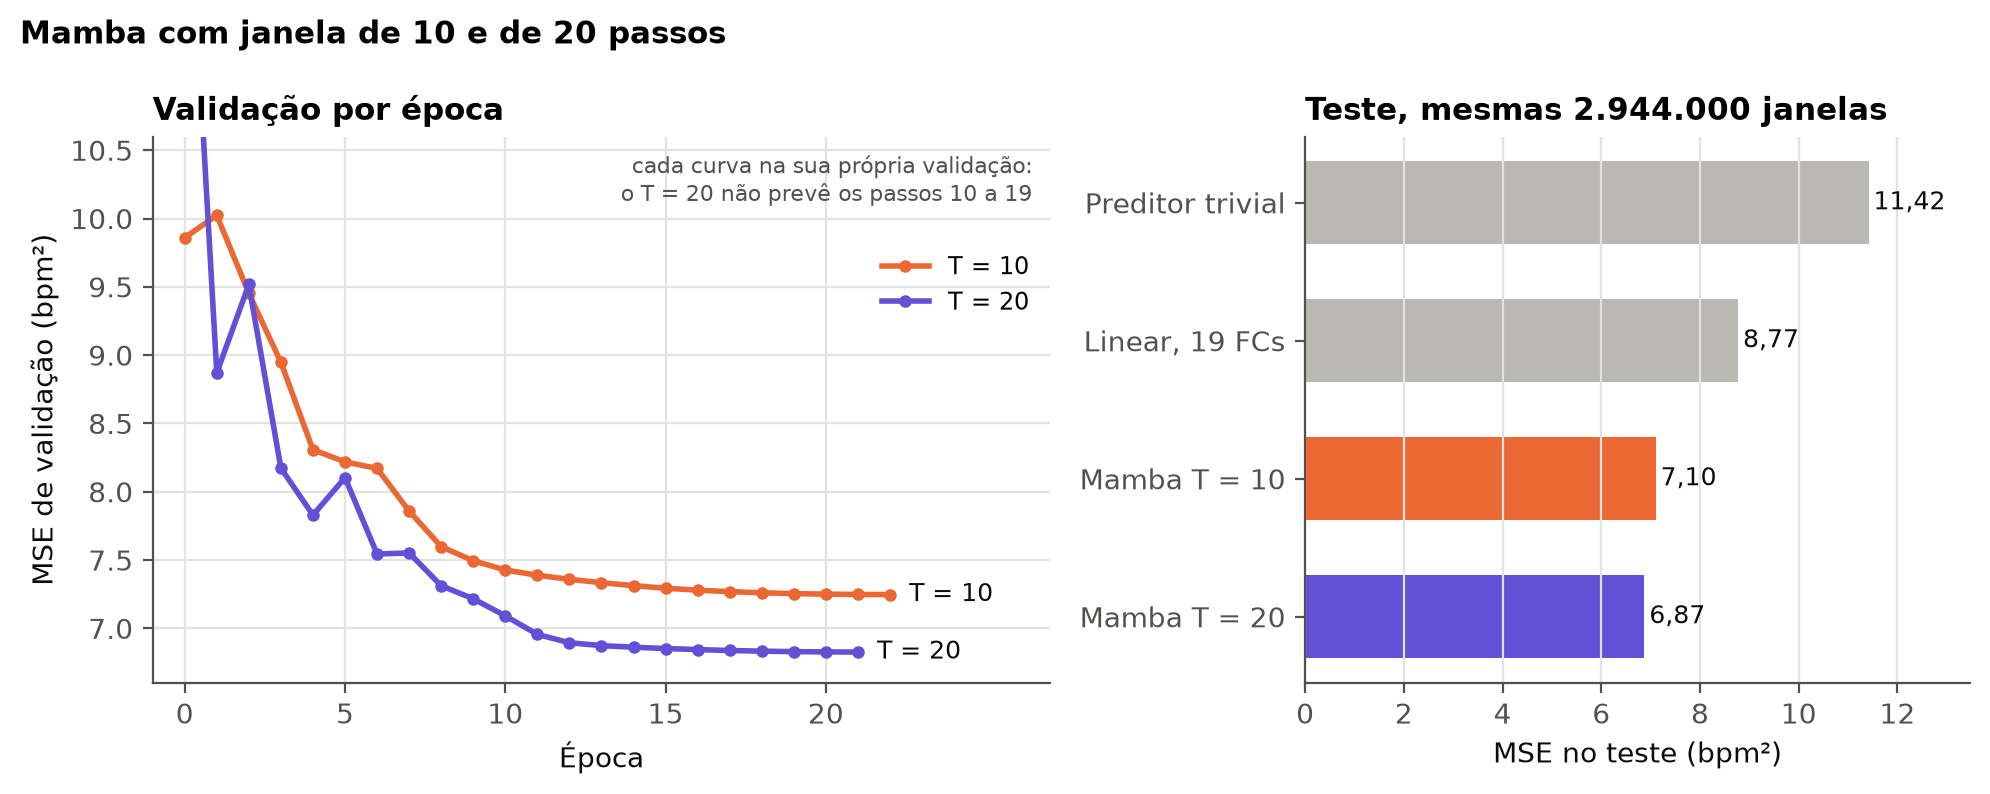 Mamba com janela de 10 e de 20 passos
Validação por época
10.5
10.0
9.5
9.0
8.5
8.0
7.5
7.0
MSE de validação (bpm²)
cada curva na sua própria validação:
o T = 20 não prevê os passos 10 a 19
T = 10
T = 20
T = 10
T = 20
0 5 10 15 20
Época
Teste, mesmas 2.944.000 janelas
Preditor trivial 11,42
Linear, 19 FCs 8,77
Mamba T = 10 7,10
Mamba T = 20 6,87
0 2 4 6 8 10 12
MSE no teste (bpm²)